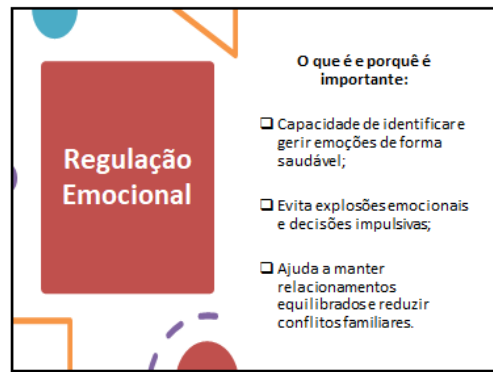 Regulação
Emocional
O que é e porquê é
importante:
Capacidade de identificar e
gerir emoções de forma
saudável;
Evita explosões emocionais
e decisões impulsivas;
Ajuda a manter
relacionamentos
equilibrados e reduzir
conflitos familiares.